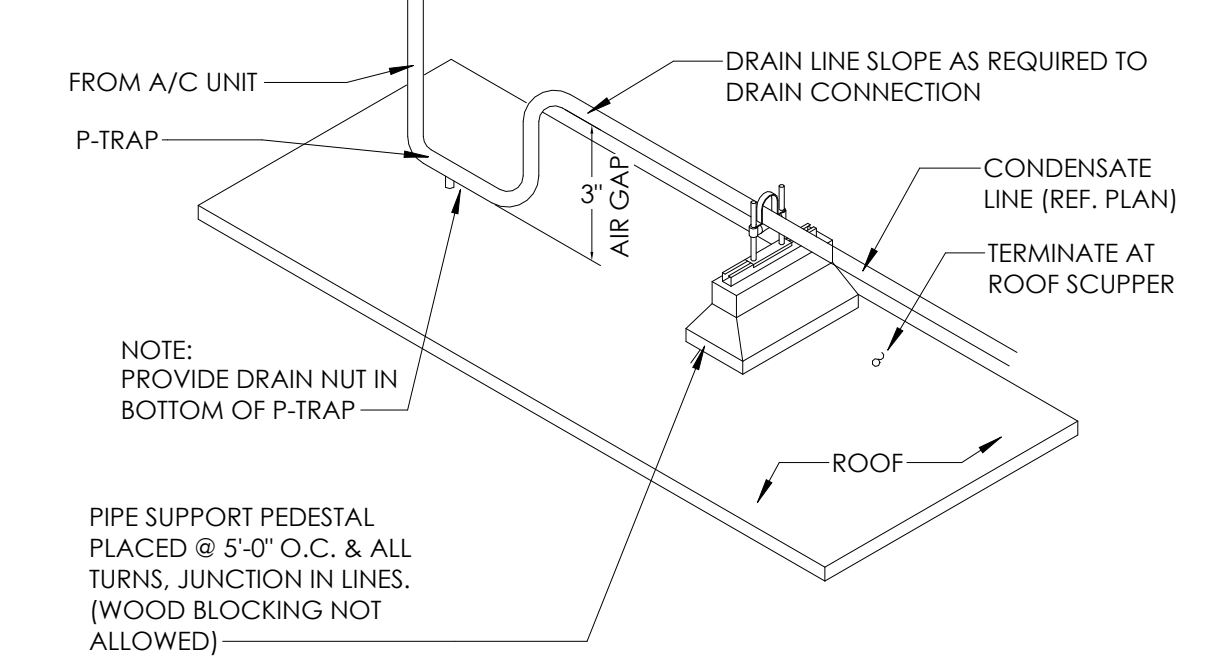 FROM A/C UNIT
P-TRAP
DRAIN LINE SLOPE AS REQUIRED TO
DRAIN CONNECTION
3"
AIR GAP
CONDENSATE
LINE (REF. PLAN)
TERMINATE AT
ROOF SCUPPER
NOTE:
PROVIDE DRAIN NUT IN
BOTTOM OF P-TRAP
ROOF
PIPE SUPPORT PEDESTAL
PLACED @ 5'-0" O.C. & ALL
TURNS, JUNCTION IN LINES.
(WOOD BLOCKING NOT
ALLOWED)